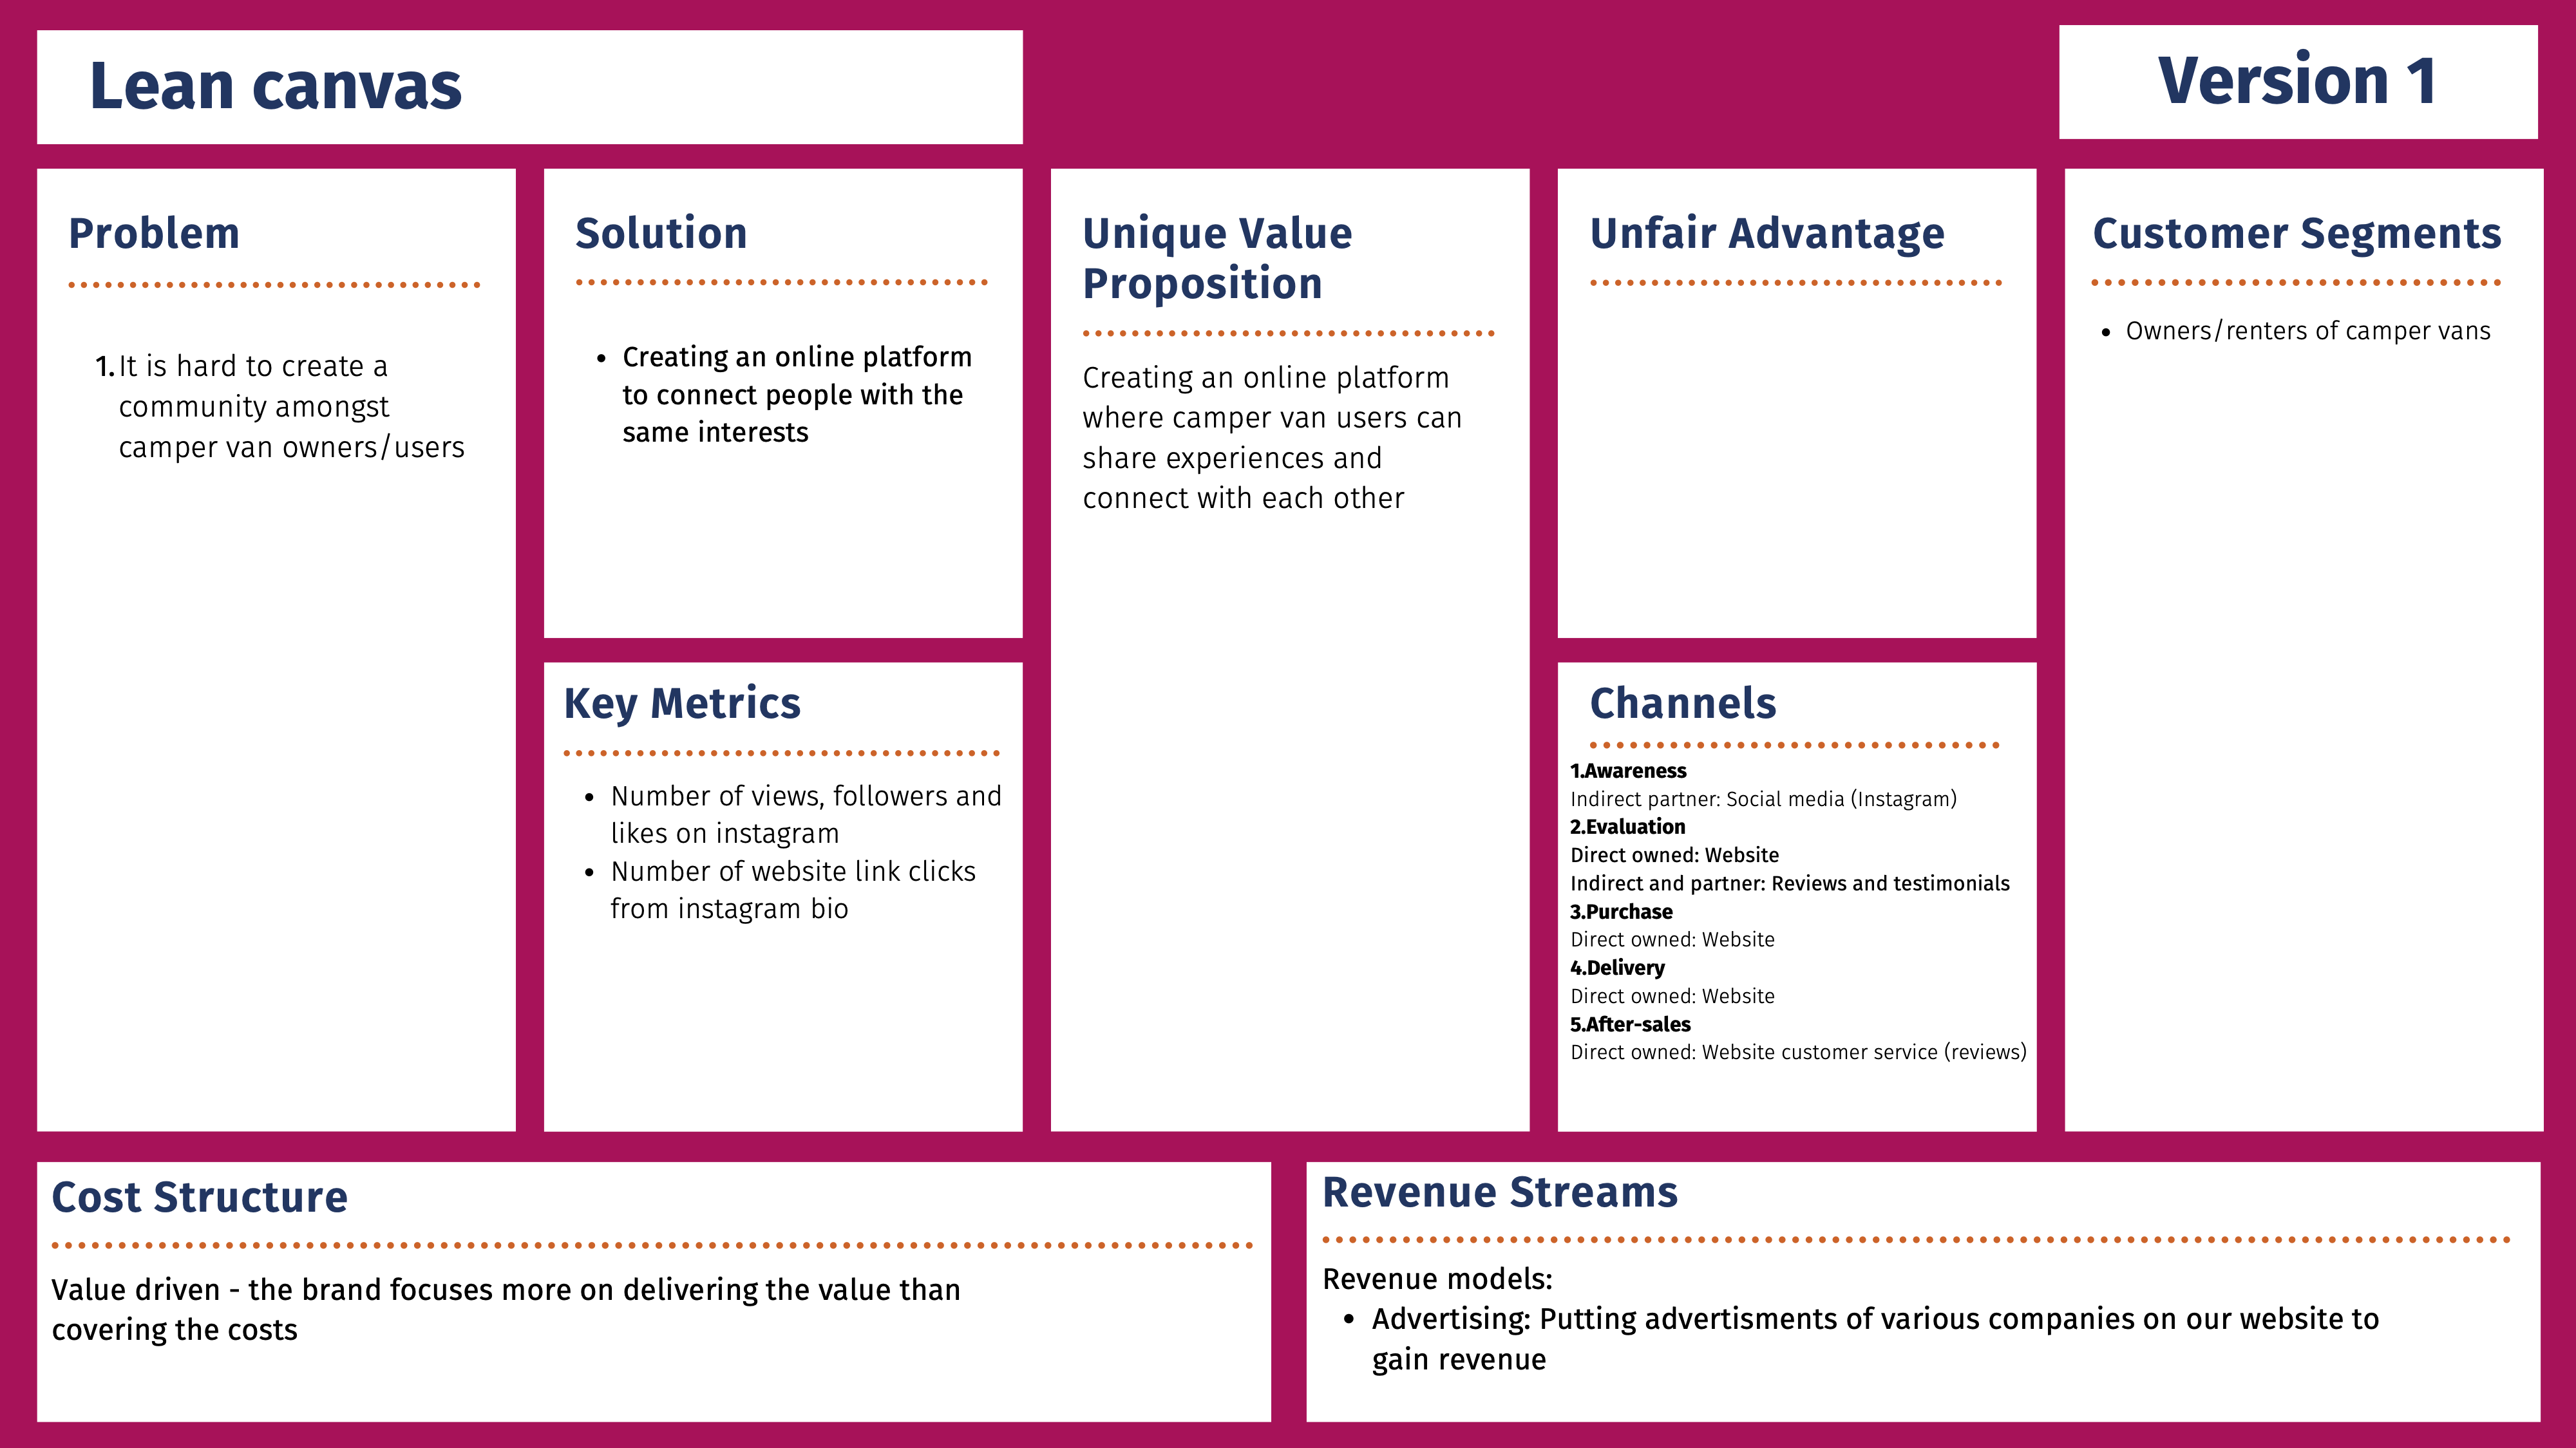 Lean canvas
Version 1
Problem
1. It is hard to create a
community amongst
camper van owners/users
Solution
• Creating an online platform
to connect people with the
same interests
Key Metrics
• Number of views, followers and
likes on instagram
• Number of website link clicks
from instagram bio
Unique Value
Proposition
Creating an online platform
where camper van users can
share experiences and
connect with each other
Unfair Advantage
Channels
1.Awareness
Indirect partner: Social media (Instagram)
2.Evaluation
Direct owned: Website
Indirect and partner: Reviews and testimonials
3.Purchase
Direct owned: Website
4.Delivery
Direct owned: Website
5.After-sales
Direct owned: Website customer service (reviews)
Customer Segments
• Owners/renters of camper vans
Cost Structure
Value driven - the brand focuses more on delivering the value than
covering the costs
Revenue Streams
Revenue models:
• Advertising: Putting advertisments of various companies on our website to
gain revenue